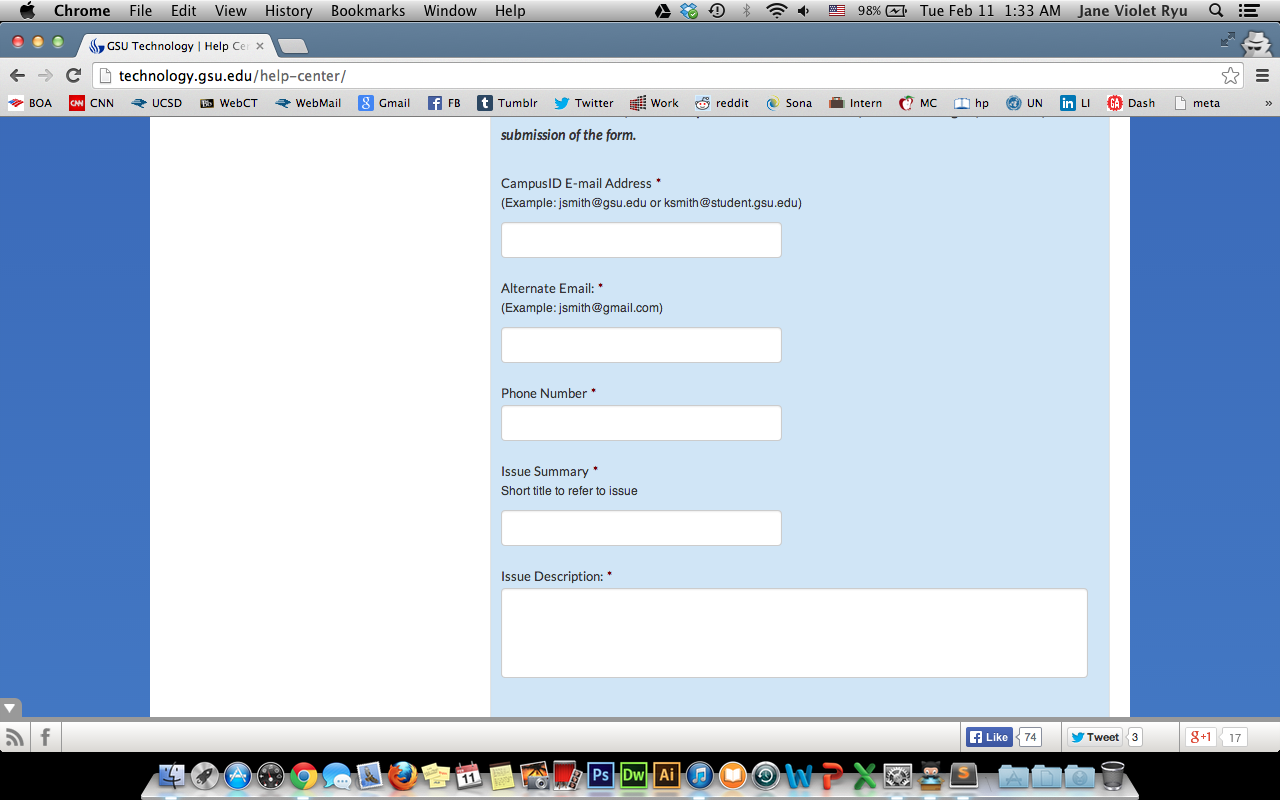 Chrome File Edit View History Bookmarks Window Help 98% Tue Feb 11 1:33 AM Jane Violet Ryu
GSU Technology | Help Cer
technology.gsu.edu/help-center/
BOA CNN UCSD WebCT WebMail Gmail FB Tumblr Twitter Work reddit Sona Intern MC hp UN LI Dash meta »
submission of the form.
CampusID E-mail Address *
(Example: jsmith@gsu.edu or ksmith@student.gsu.edu)
Alternate Email: *
(Example: jsmith@gmail.com)
Phone Number *
Issue Summary *
Short title to refer to issue
Issue Description: *
Like 74 Tweet 3 g+1 17
11 Ps Dw Ai